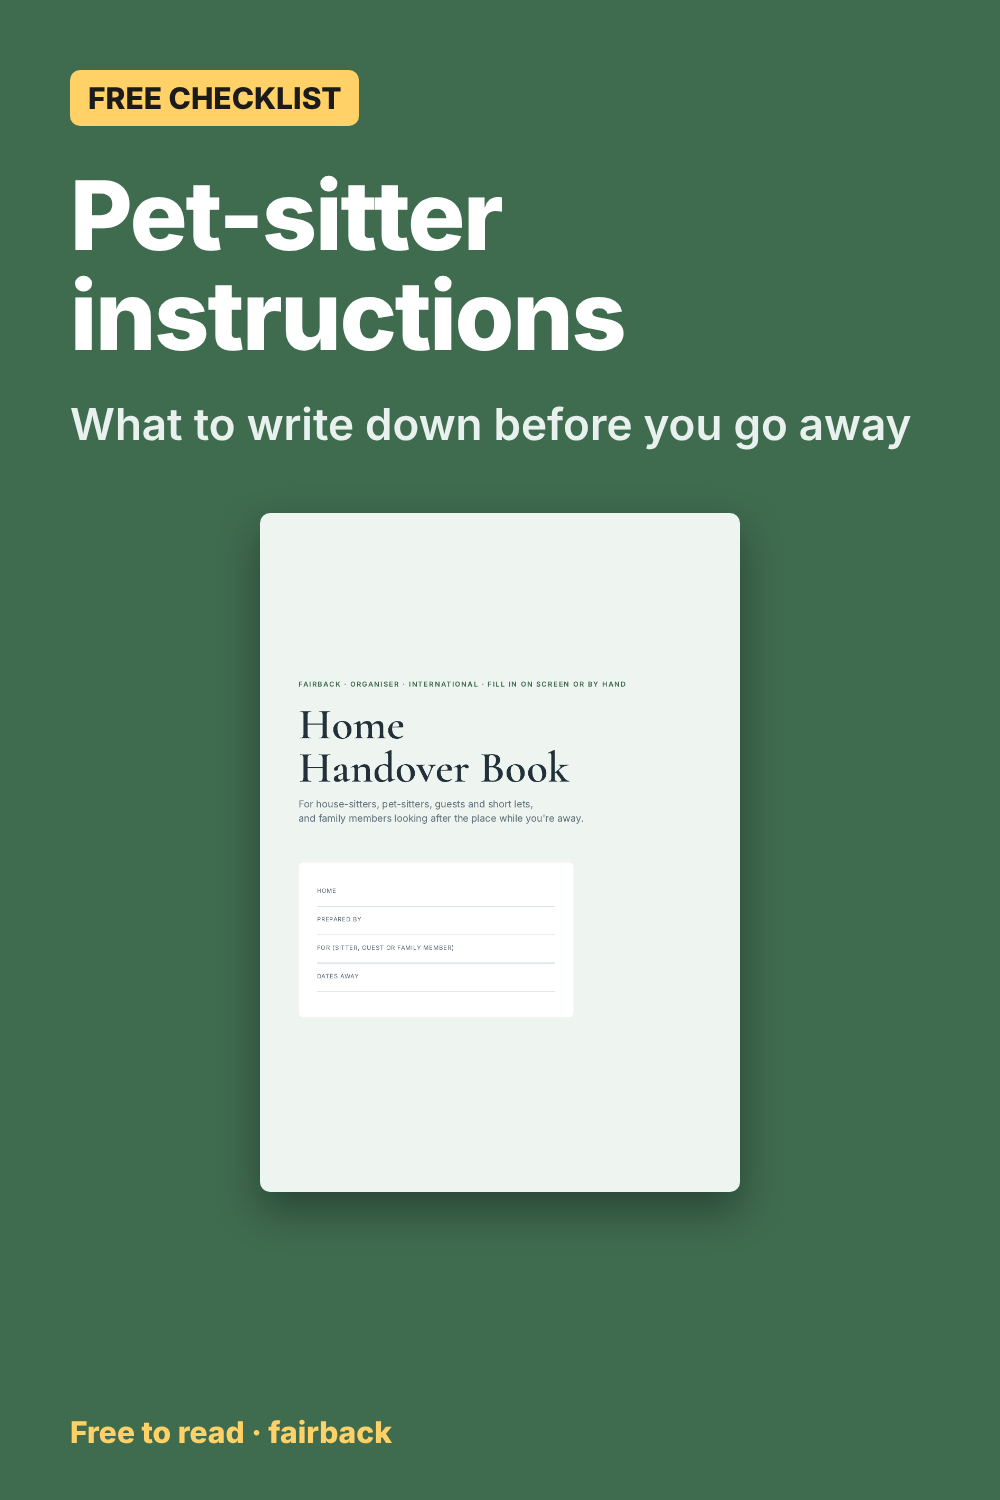 FREE CHECKLIST
Pet-sitter
instructions
What to write down before you go away
FAIRBACK · ORGANISER · INTERNATIONAL · FILL IN ON SCREEN OR BY HAND
Home
Handover Book
For house-sitters, pet-sitters, guests and short lets,
and family members looking after the place while you're away.
HOME
PREPARED BY
FOR (SITTER, GUEST OR FAMILY MEMBER)
DATES AWAY
Free to read · fairback